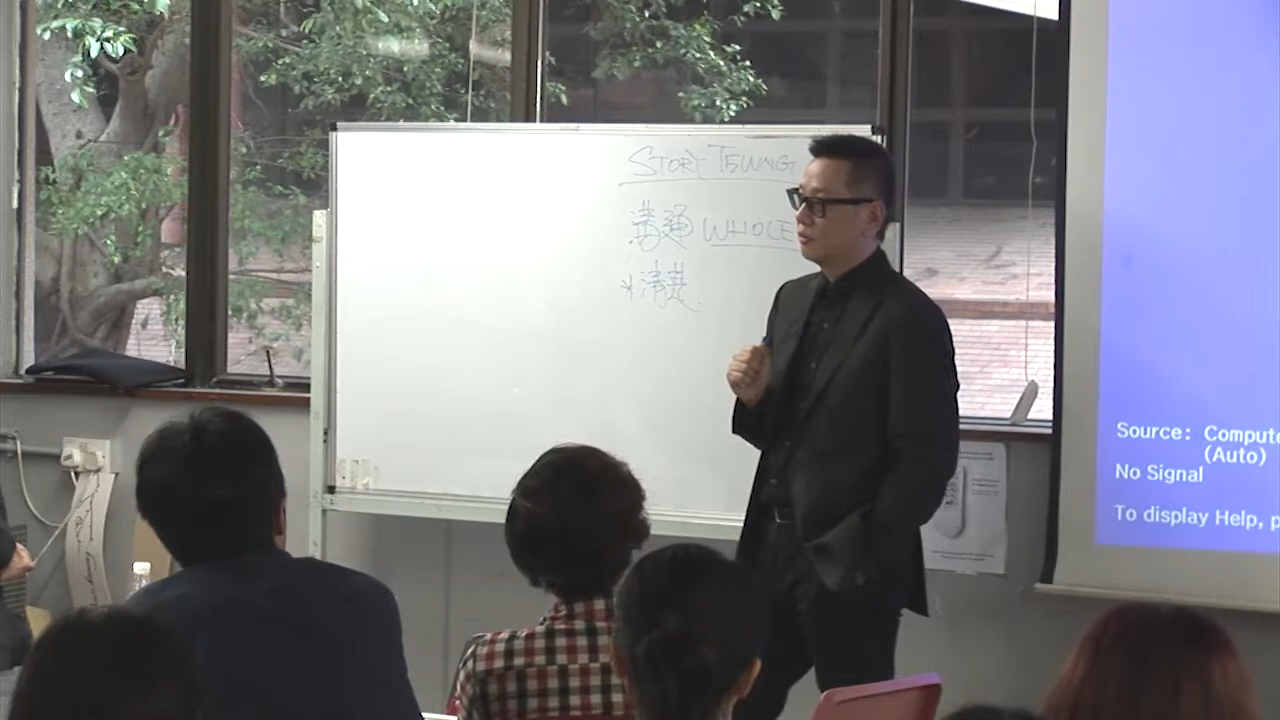 STORY TELLING
溝通 WHOLE
*清楚
Source: Compute
(Auto)
No Signal
To display Help, p